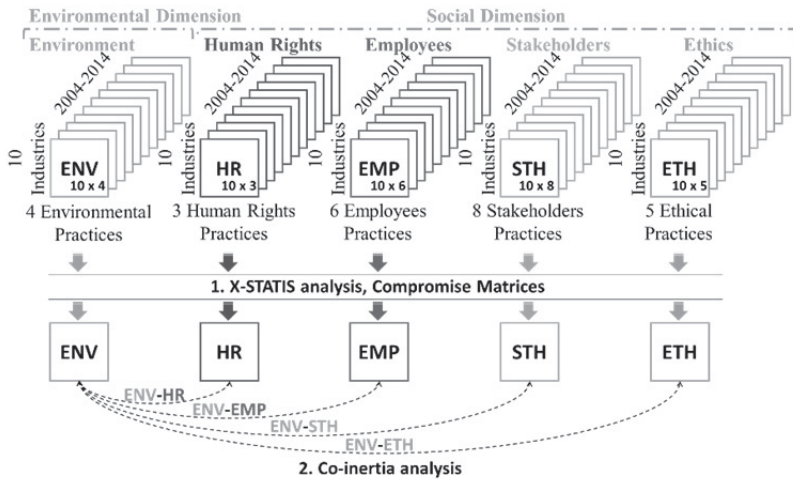 Environmental Dimension Social Dimension
Environment Human Rights Employees Stakeholders Ethics
2004-2014 2004-2014 2004-2014 2004-2014 2004-2014
10 Industries 10 Industries 10 Industries 10 Industries 10 Industries
ENV HR EMP STH ETH
10 x 4 10 x 3 10 x 6 10 x 8 10 x 5
4 Environmental 3 Human Rights 6 Employees 8 Stakeholders 5 Ethical
Practices Practices Practices Practices Practices
1. X-STATIS analysis, Compromise Matrices
ENV HR EMP STH ETH
ENV-HR
ENV-EMP
ENV-STH
ENV-ETH
2. Co-inertia analysis